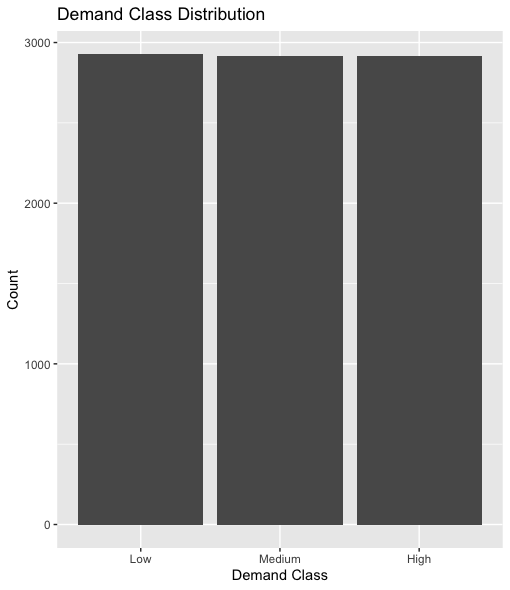 Demand Class Distribution
3000
2000
1000
0
Count
Low
Medium
High
Demand Class